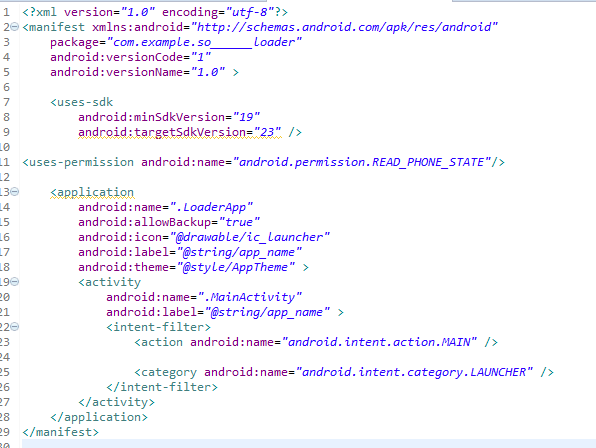 1 <?xml version="1.0" encoding="utf-8"?>
2 <manifest xmlns:android="http://schemas.android.com/apk/res/android"
3     package="com.example.so______loader"
4     android:versionCode="1"
5     android:versionName="1.0" >
6
7     <uses-sdk
8         android:minSdkVersion="19"
9         android:targetSdkVersion="23" />
10
11 <uses-permission android:name="android.permission.READ_PHONE_STATE"/>
12
13     <application
14         android:name=".LoaderApp"
15         android:allowBackup="true"
16         android:icon="@drawable/ic_launcher"
17         android:label="@string/app_name"
18         android:theme="@style/AppTheme" >
19         <activity
20             android:name=".MainActivity"
21             android:label="@string/app_name" >
22             <intent-filter>
23                 <action android:name="android.intent.action.MAIN" />
24
25                 <category android:name="android.intent.category.LAUNCHER" />
26             </intent-filter>
27         </activity>
28     </application>
29 </manifest>
30